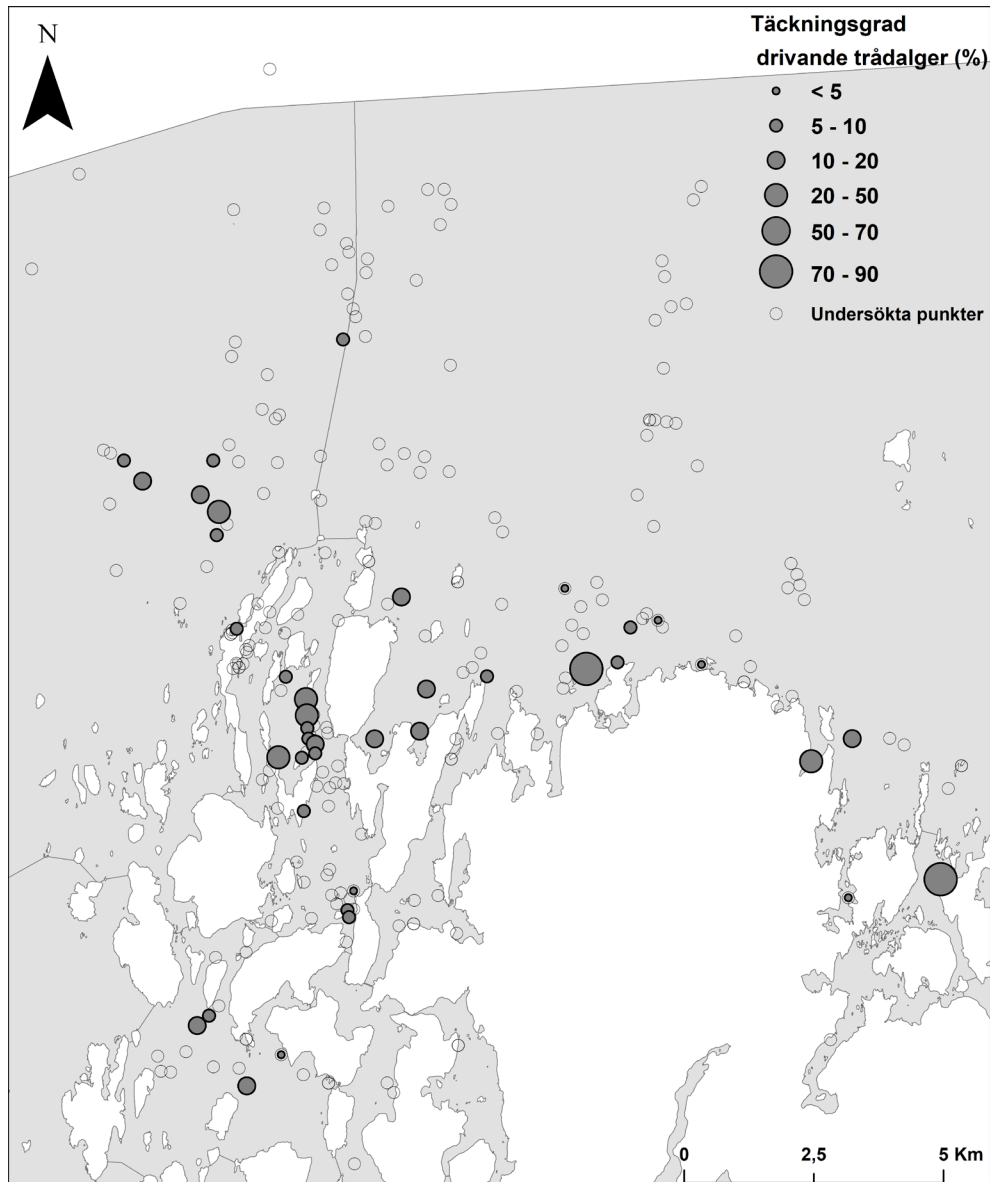 N
Täckningsgrad
drivande trådalger (%)
< 5
5 - 10
10 - 20
20 - 50
50 - 70
70 - 90
Undersökta punkter
0 2,5 5 Km